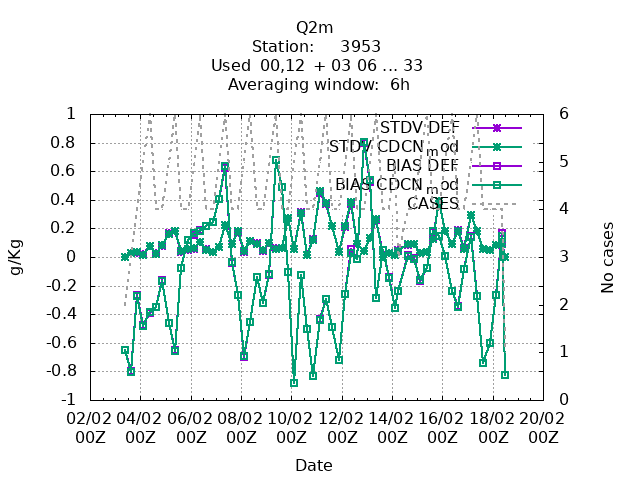 Q2m
Station: 3953
Used 00,12 + 03 06 ... 33
Averaging window: 6h
1
0.8
0.6
0.4
0.2
0
-0.2
-0.4
-0.6
-0.8
-1
g/Kg
6
5
4
3
2
1
0
No cases
STDV DEF
STDV CDCN_mod
BIAS DEF
BIAS CDCN_mod
CASES
02/02 04/02 06/02 08/02 10/02 12/02 14/02 16/02 18/02 20/02
00Z 00Z 00Z 00Z 00Z 00Z 00Z 00Z 00Z 00Z
Date